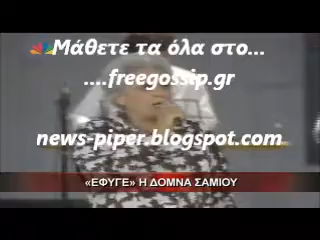 Μάθετε τα όλα στο...
....freegossip.gr
news-piper.blogspot.com
«ΕΦΥΓΕ» Η ΔΟΜΝΑ ΣΑΜΙΟΥ